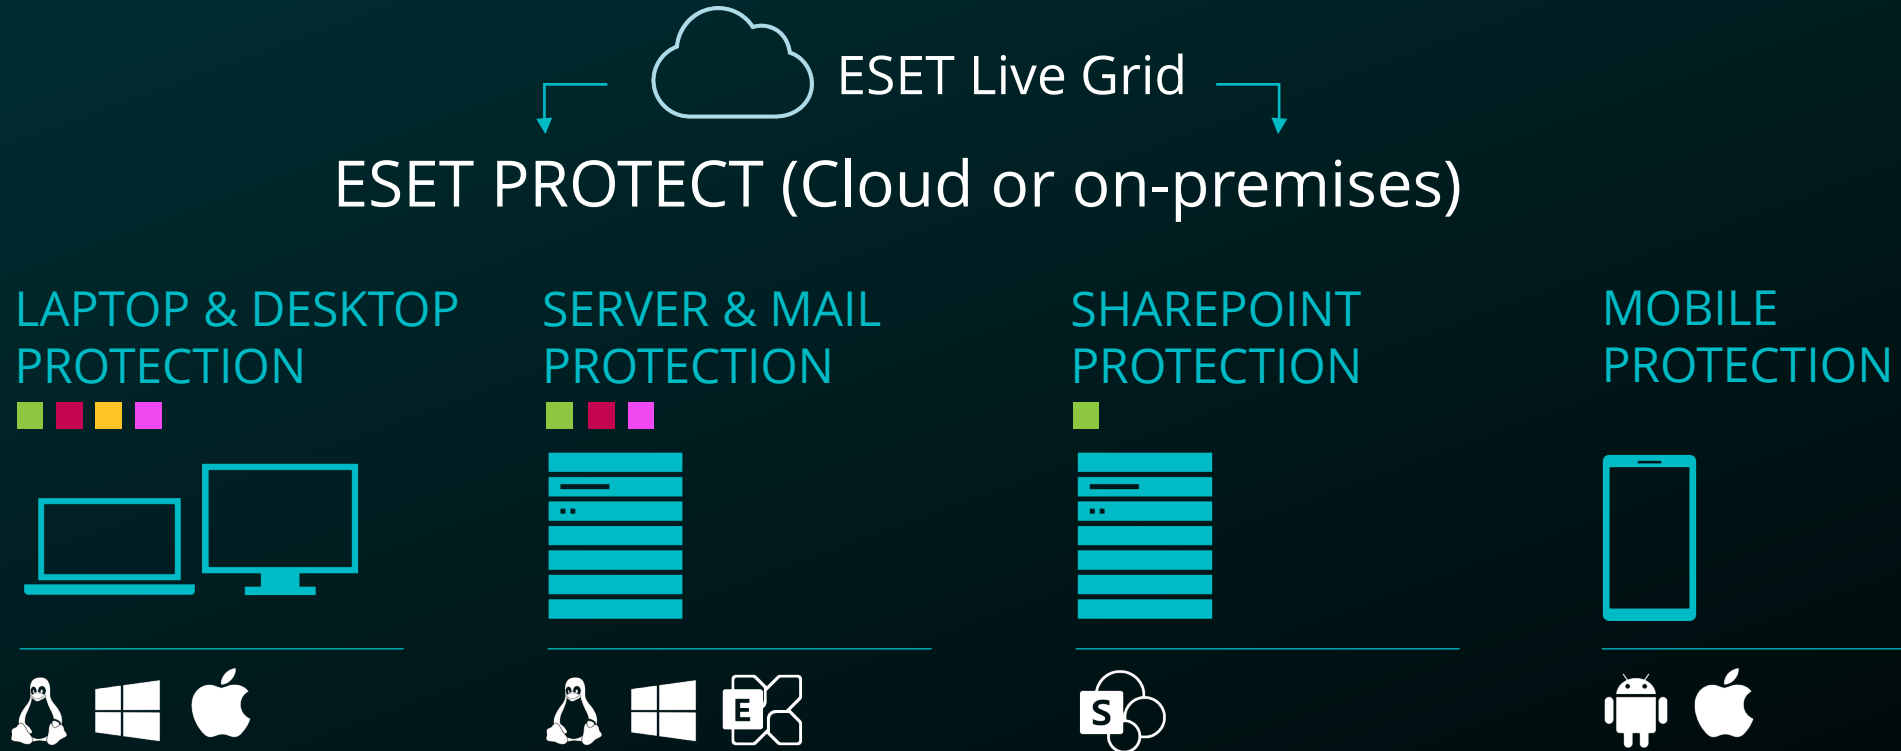 ESET Live Grid
ESET PROTECT (Cloud or on-premises)
LAPTOP & DESKTOP
PROTECTION
SERVER & MAIL
PROTECTION
SHAREPOINT
PROTECTION
MOBILE
PROTECTION
E
S